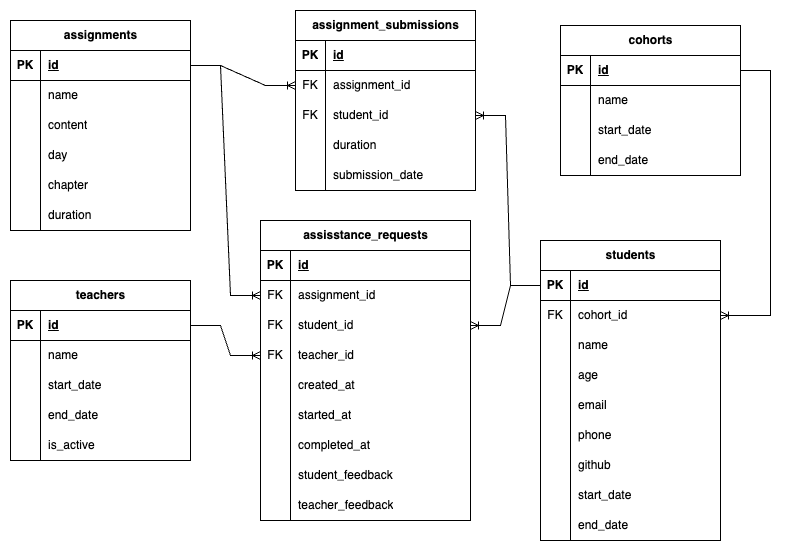 assignments
PK id
name
content
day
chapter
duration
assignment_submissions
PK id
FK assignment_id
FK student_id
duration
submission_date
cohorts
PK id
name
start_date
end_date
teachers
PK id
name
start_date
end_date
is_active
assisstance_requests
PK id
FK assignment_id
FK student_id
FK teacher_id
created_at
started_at
completed_at
student_feedback
teacher_feedback
students
PK id
FK cohort_id
name
age
email
phone
github
start_date
end_date